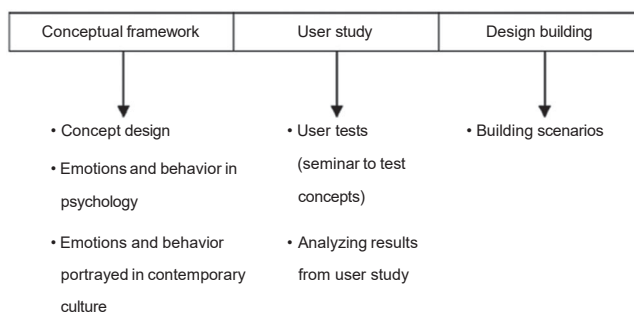 Conceptual framework
User study
Design building
• Concept design
• Emotions and behavior in
psychology
• Emotions and behavior
portrayed in contemporary
culture
• User tests
(seminar to test
concepts)
• Analyzing results
from user study
• Building scenarios